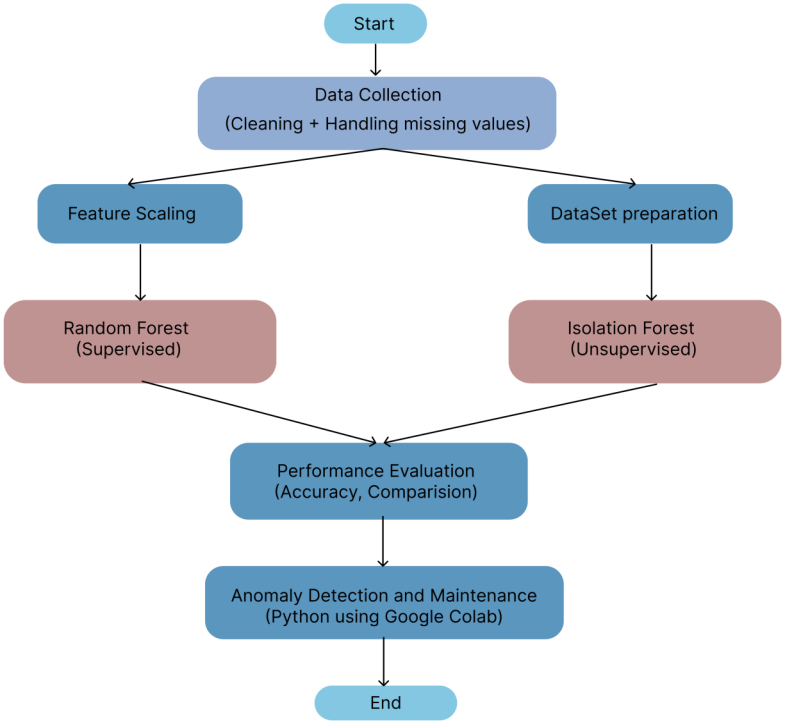 Start
Data Collection
(Cleaning + Handling missing values)
Feature Scaling
DataSet preparation
Random Forest
(Supervised)
Isolation Forest
(Unsupervised)
Performance Evaluation
(Accuracy, Comparision)
Anomaly Detection and Maintenance
(Python using Google Colab)
End